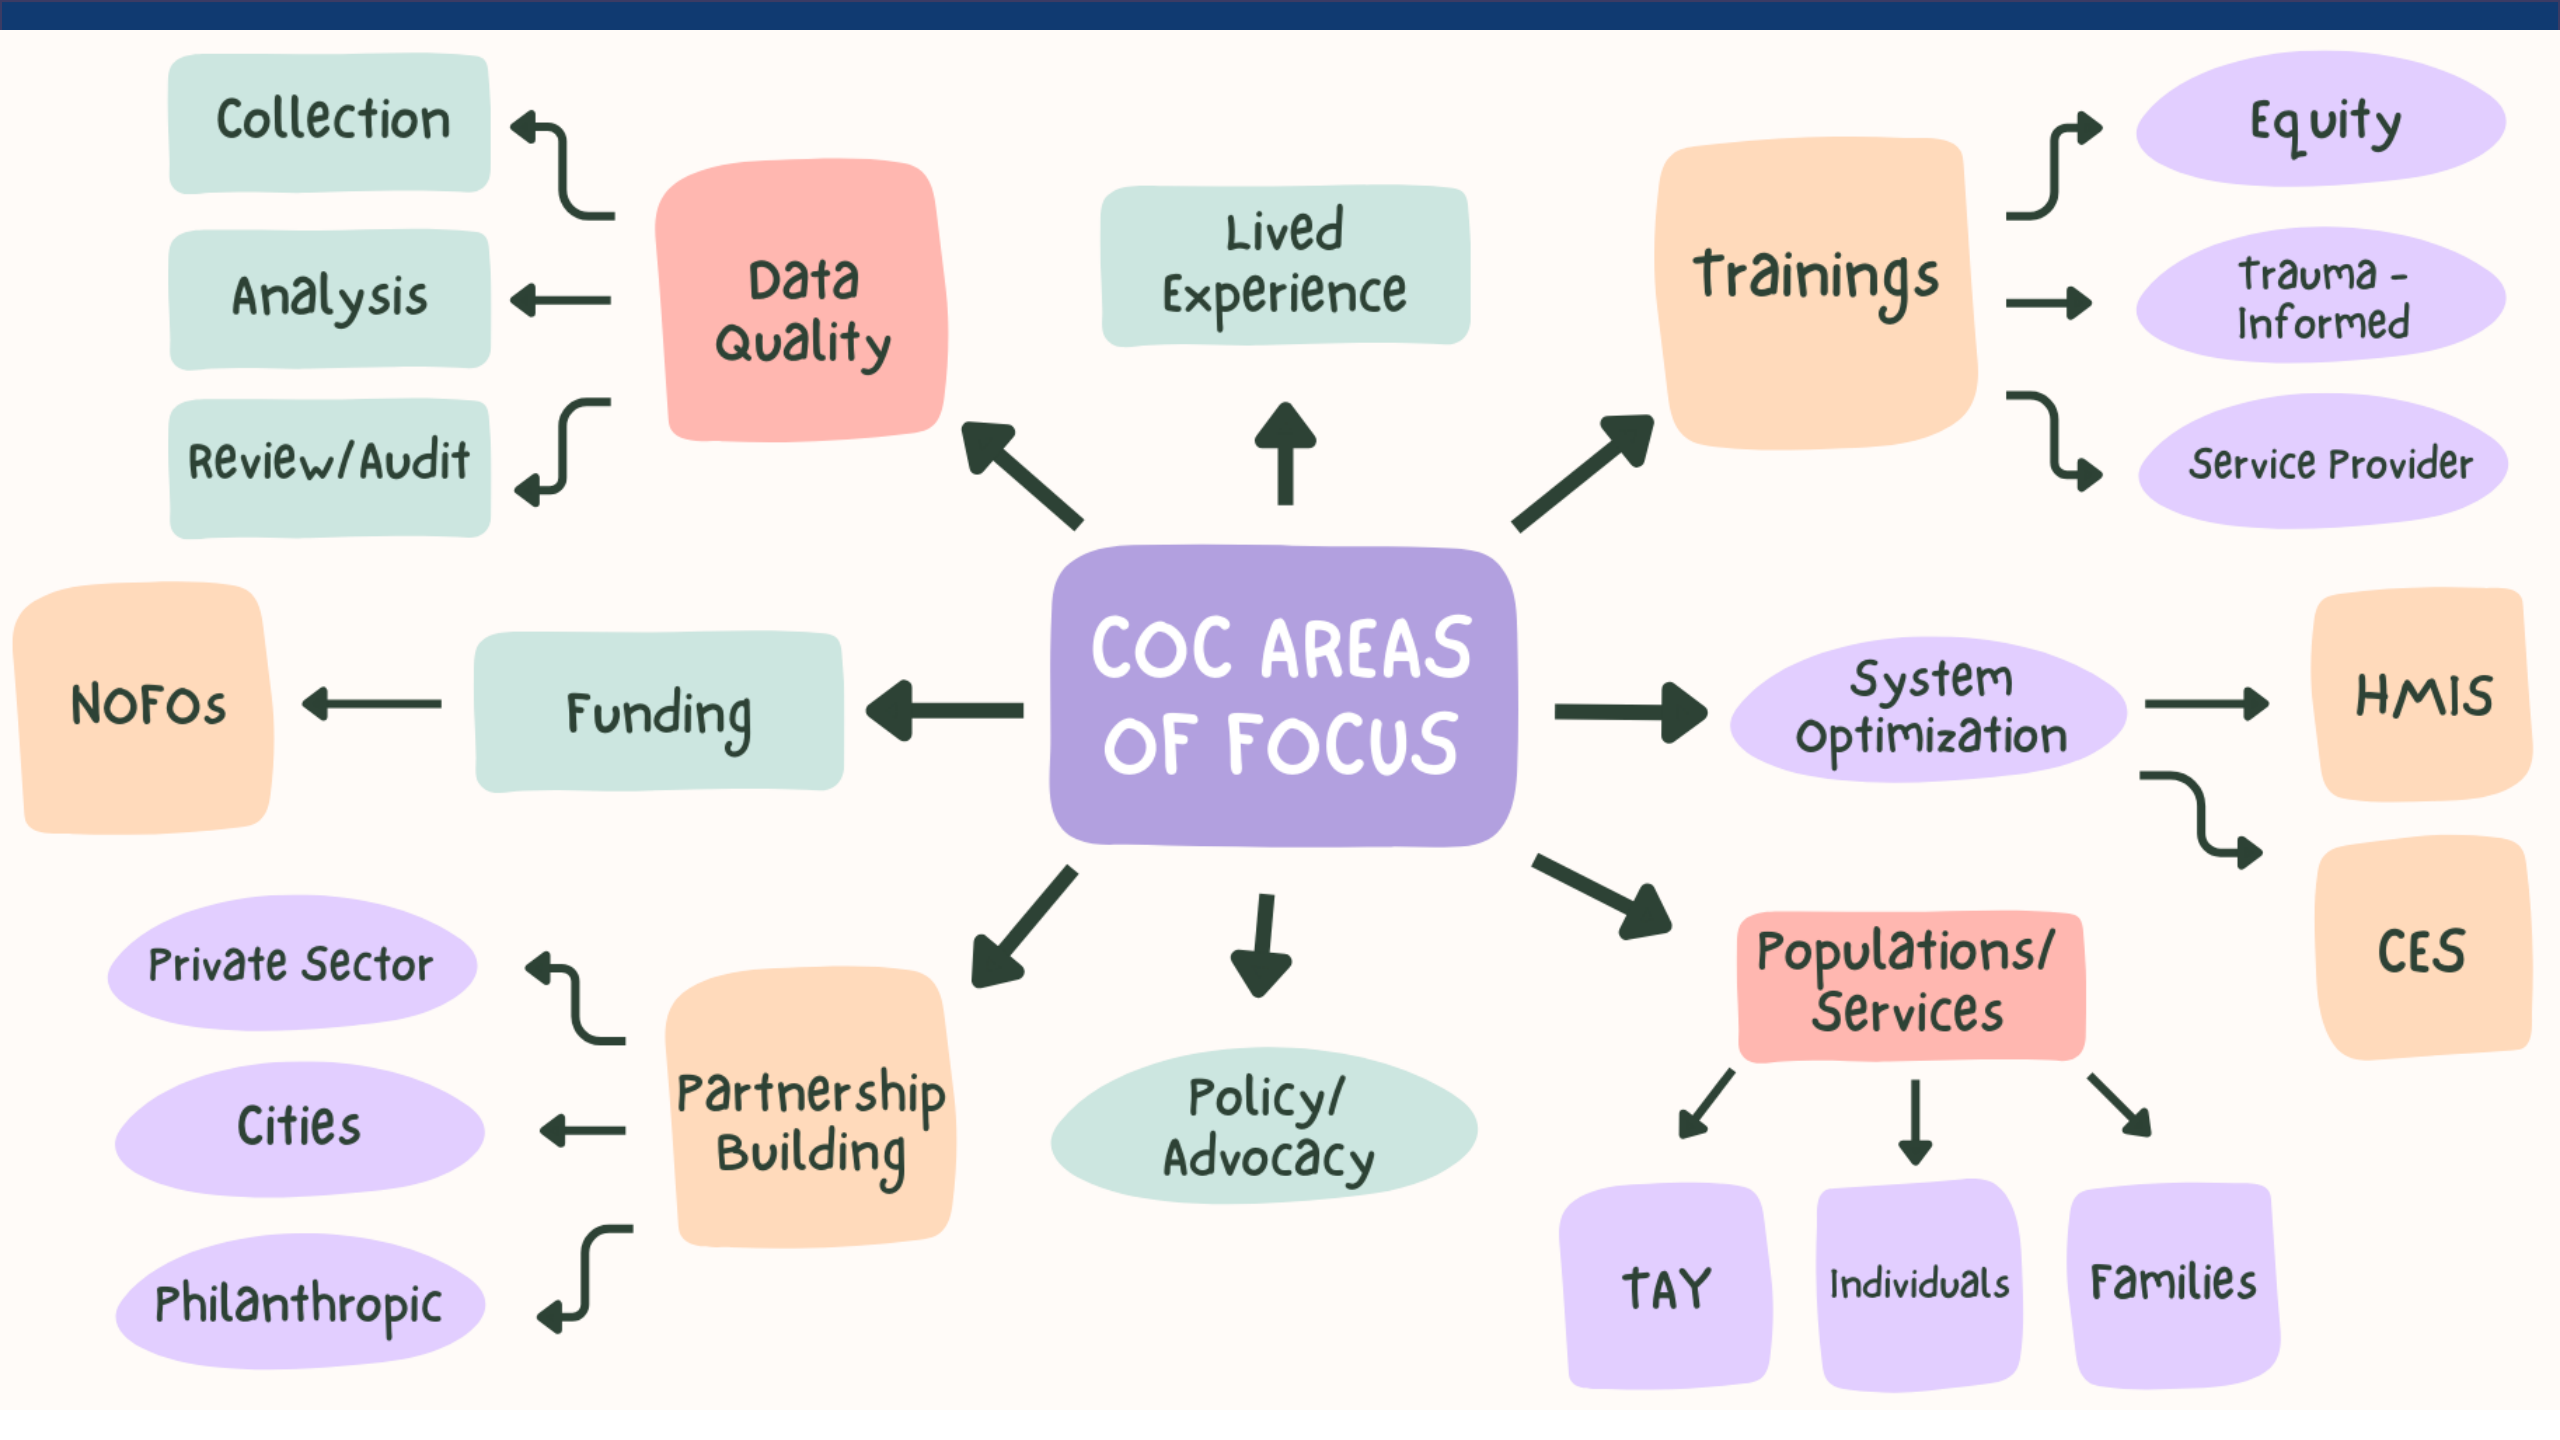 Collection
Analysis
Review/Audit
Data
Quality
Lived
Experience
Trainings
Equity
Trauma -
Informed
Service Provider
NOFOs
Funding
COC AREAS
OF FOCUS
System
Optimization
HMIS
CES
Private Sector
Cities
Philanthropic
Partnership
Building
Policy/
Advocacy
Populations/
Services
TAY
Individuals
Families